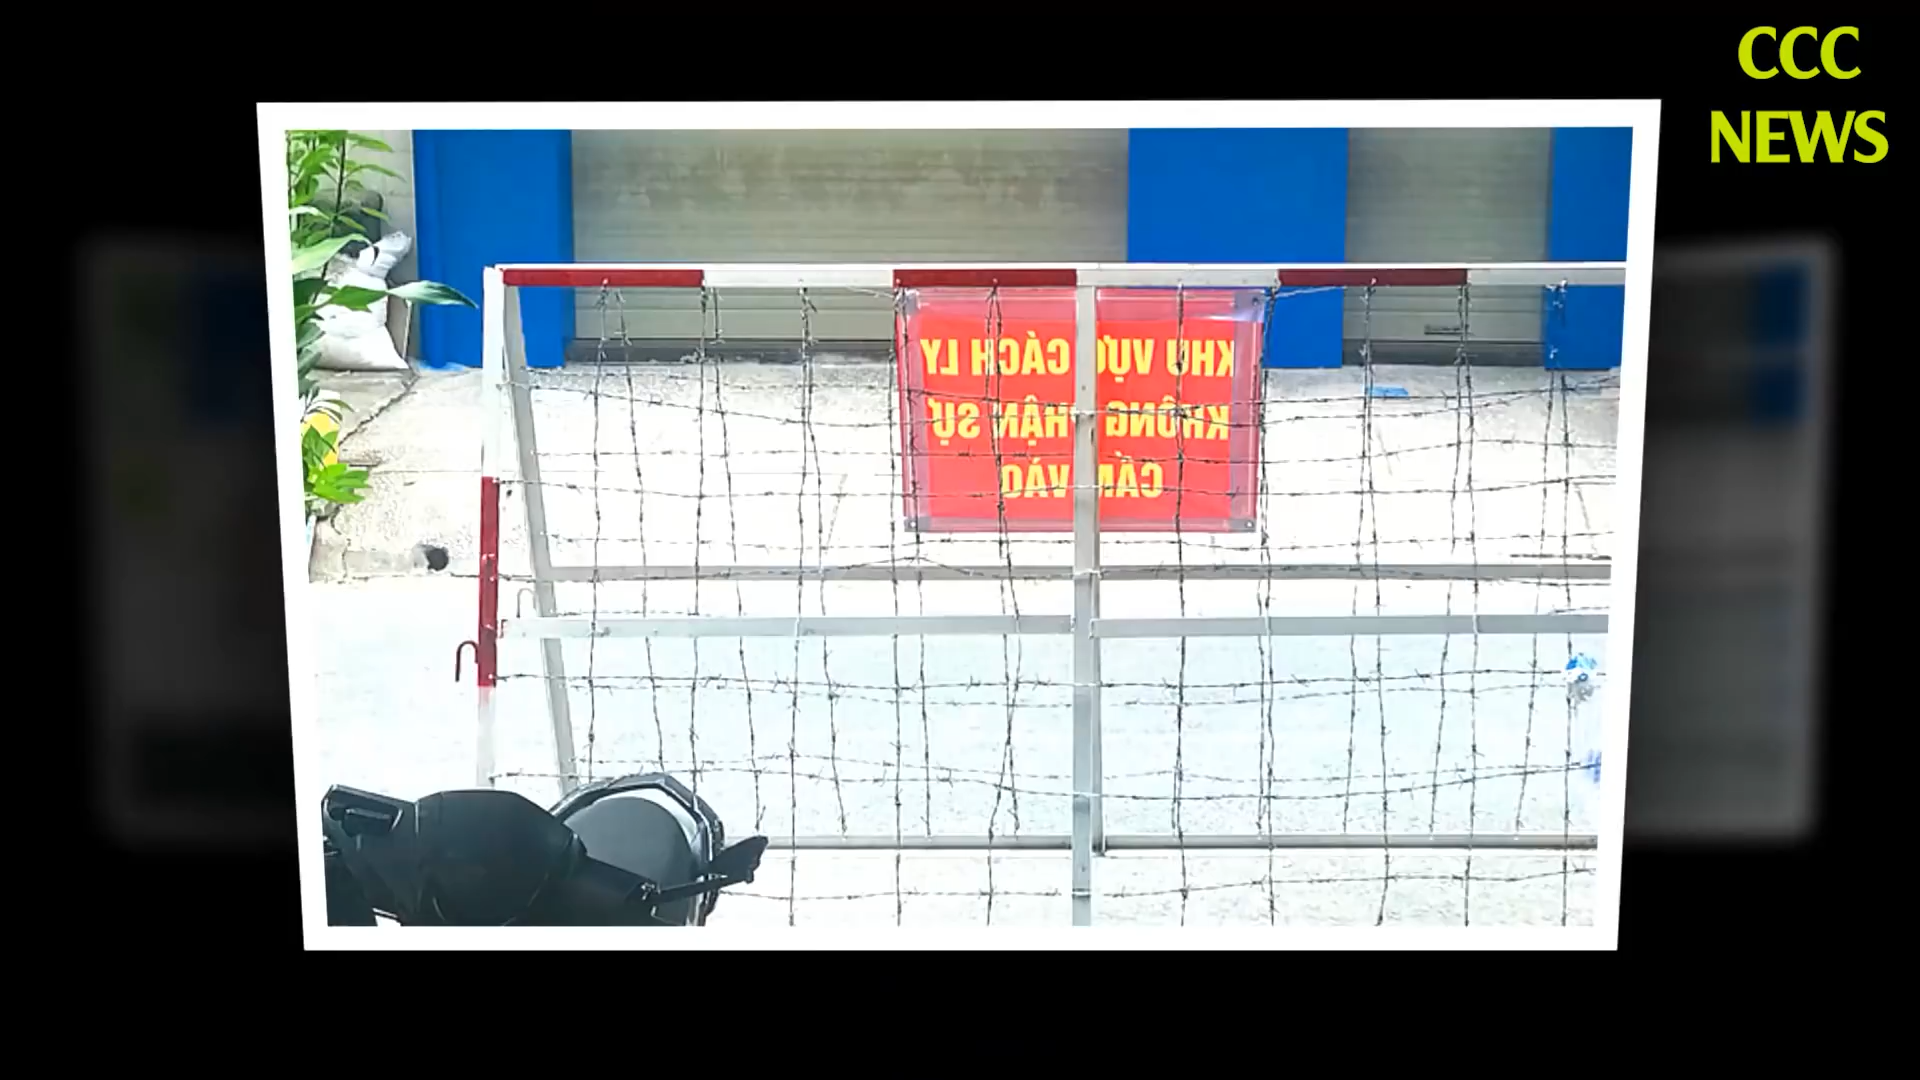 CCC
NEWS
KHU VỰC CÁCH LY
KHÔNG PHẬN SỰ
CẤM VÀO